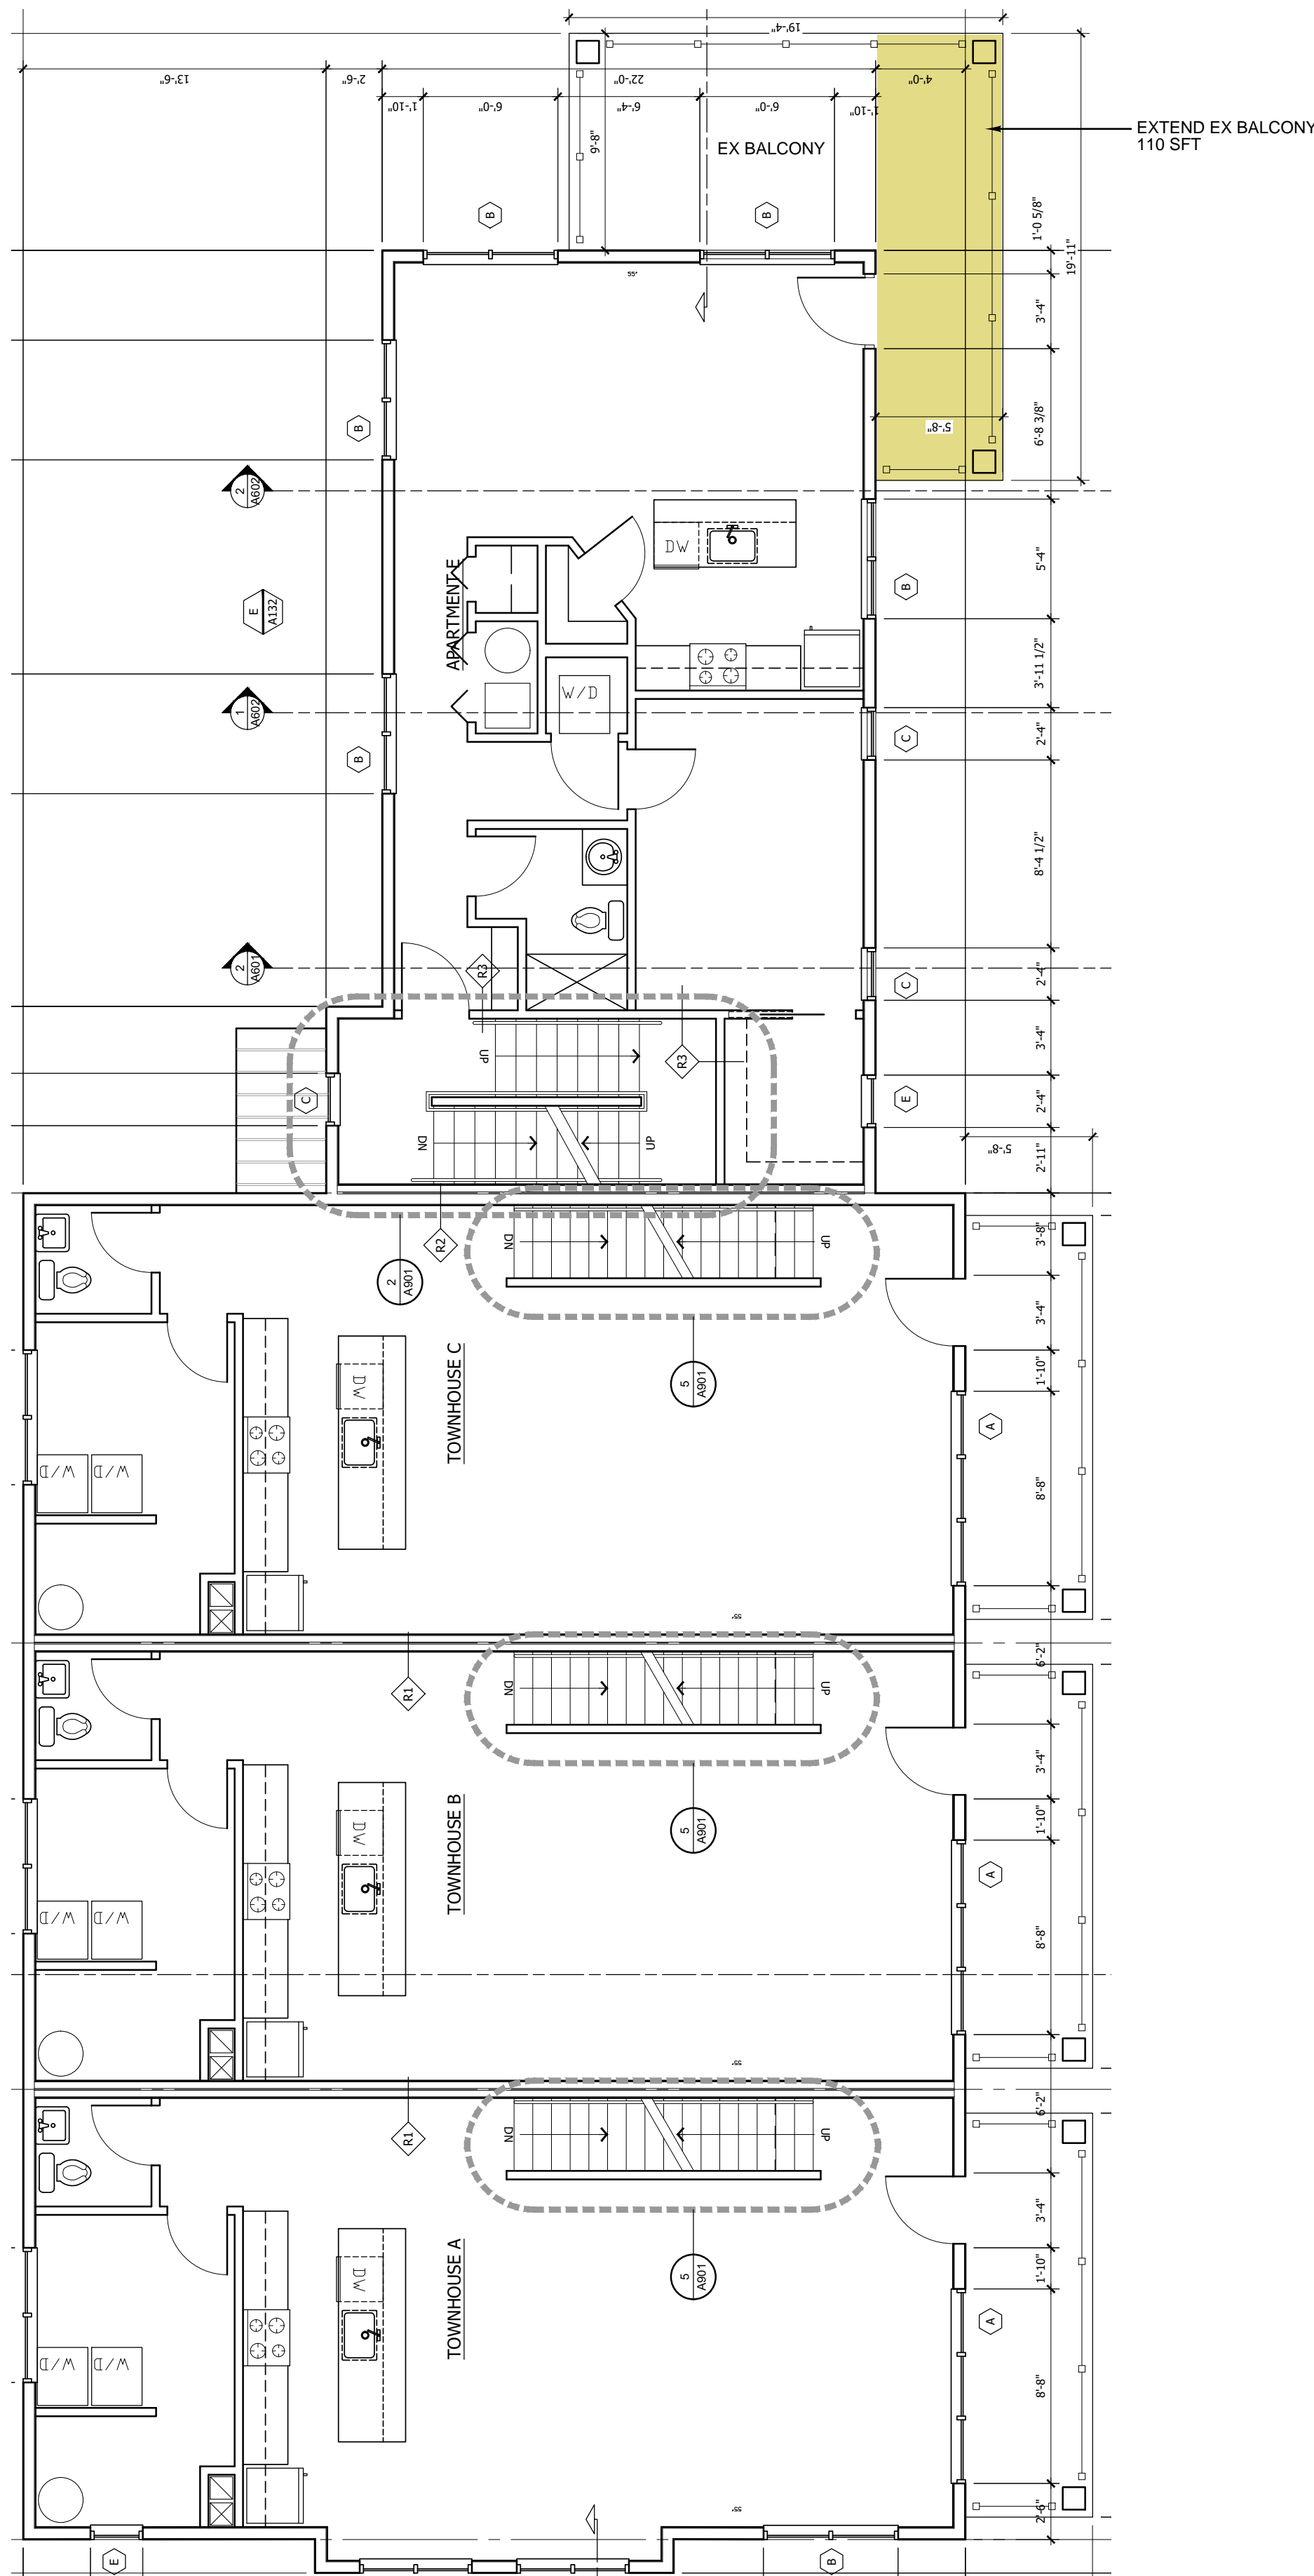 19'-4"
13'-6"
2'-6"
22'-0"
4'-0"
1'-10"
6'-0"
6'-4"
6'-0"
1'-10"
9'-8"
EX BALCONY
EXTEND EX BALCONY
110 SFT
B
B
1'-0 5/8"
19'-11"
3'-4"
5'-8"
6'-8 3/8"
B
2
A602
E
A132
APARTMENT E
DW
5'-4"
B
3'-11 1/2"
W/D
1
A602
B
C
2'-4"
8'-4 1/2"
2
A601
R3
C
2'-4"
3'-4"
UP
R3
C
E
2'-4"
DN
UP
5'-8"
2'-11"
R2
2
A901
DN
UP
3'-8"
3'-4"
TOWNHOUSE C
DW
5
A901
1'-10"
A
W/D
W/D
8'-8"
6'-2"
R1
DN
UP
3'-4"
TOWNHOUSE B
DW
5
A901
1'-10"
A
W/D
W/D
8'-8"
6'-2"
R1
DN
UP
3'-4"
TOWNHOUSE A
DW
5
A901
1'-10"
A
W/D
W/D
8'-8"
2'-6"
E
B